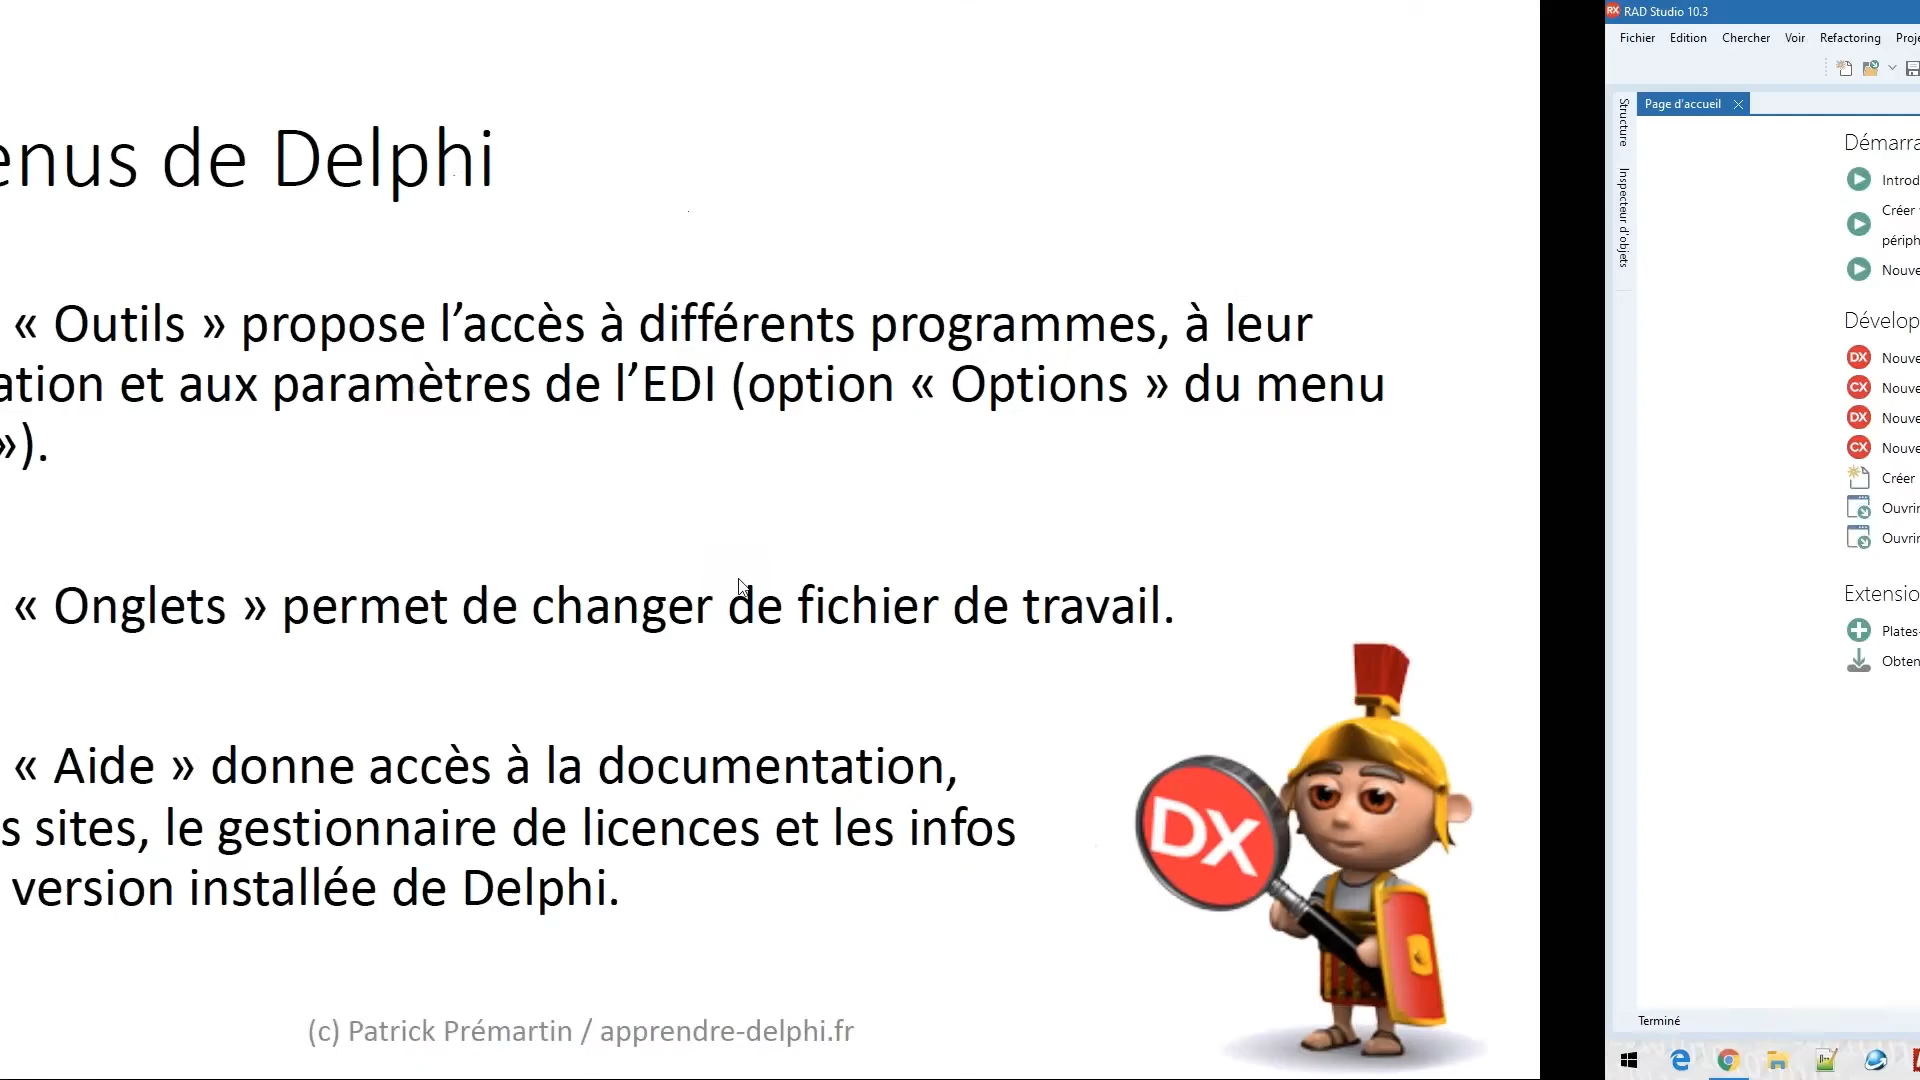 enus de Delphi
« Outils » propose l’accès à différents programmes, à leur
ation et aux paramètres de l’EDI (option « Options » du menu
»).
« Onglets » permet de changer de fichier de travail.
« Aide » donne accès à la documentation,
s sites, le gestionnaire de licences et les infos
version installée de Delphi.
DX
(c) Patrick Prémartin / apprendre-delphi.fr
RX RAD Studio 10.3
Fichier Edition Chercher Voir Refactoring Proje
Page d'accueil
Structure
Inspecteur d'objets
Démarra
Introd
Créer
périph
Nouve
Dévelop
DX Nouve
CX Nouve
DX Nouve
CX Nouve
Créer
Ouvrir
Ouvrir
Extensio
Plates-
Obten
Terminé